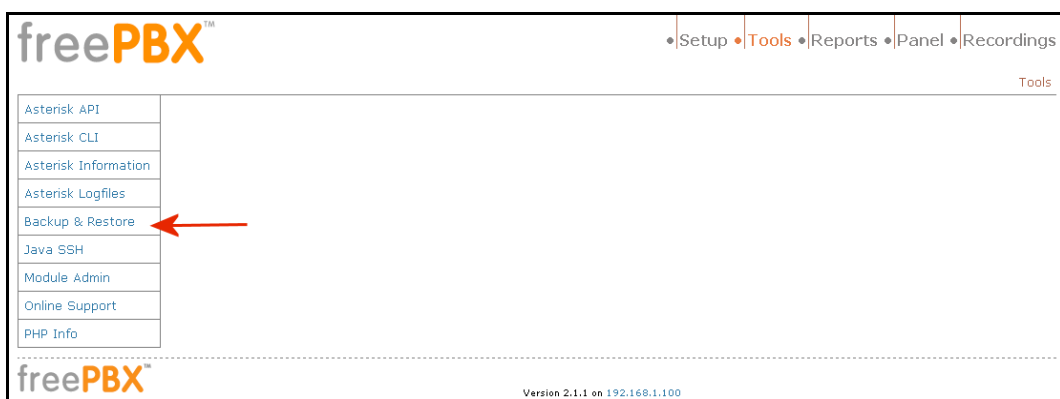 freePBX™
• Setup • Tools • Reports • Panel • Recordings
Tools
Asterisk API
Asterisk CLI
Asterisk Information
Asterisk Logfiles
Backup & Restore
Java SSH
Module Admin
Online Support
PHP Info
freePBX™
Version 2.1.1 on 192.168.1.100